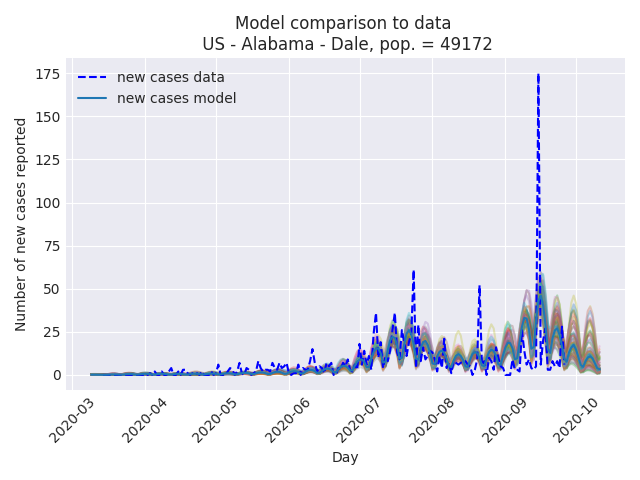 Model comparison to data
US - Alabama - Dale, pop. = 49172
new cases data
new cases model
Number of new cases reported
175
150
125
100
75
50
25
0
2020-03
2020-04
2020-05
2020-06
2020-07
2020-08
2020-09
2020-10
Day